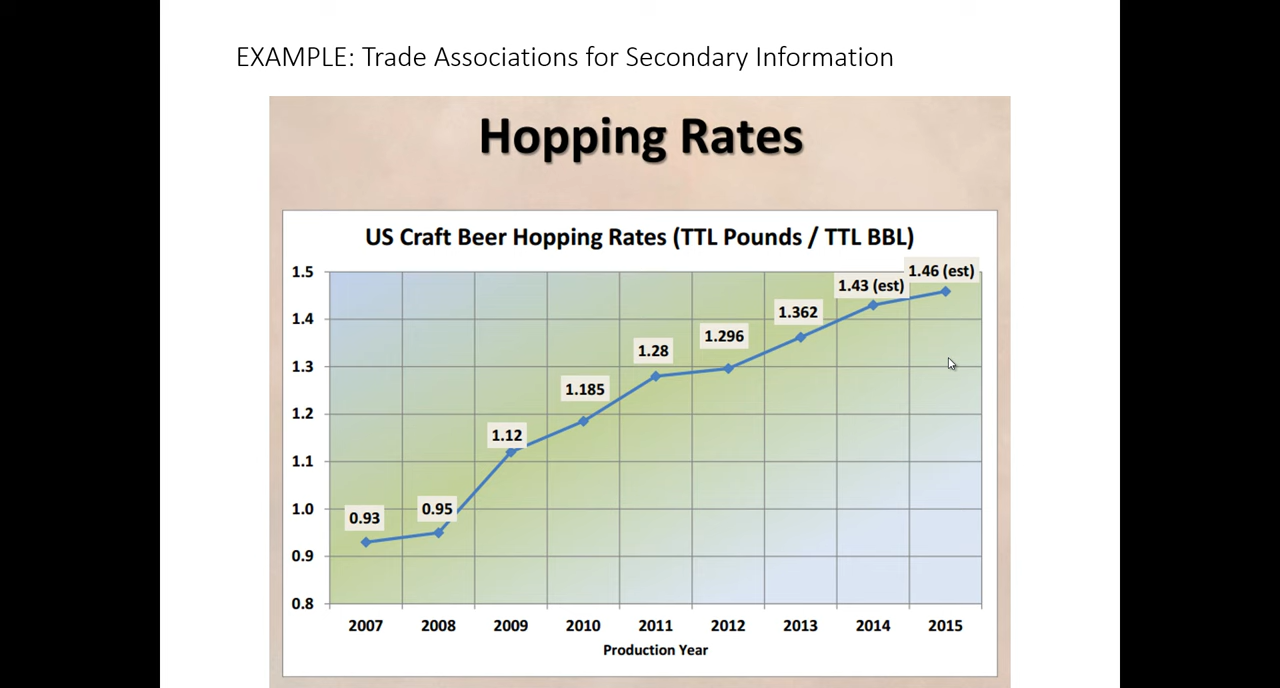 EXAMPLE: Trade Associations for Secondary Information
Hopping Rates
US Craft Beer Hopping Rates (TTL Pounds / TTL BBL)
1.5
1.4
1.3
1.2
1.1
1.0
0.9
0.8
0.93
0.95
1.12
1.185
1.28
1.296
1.362
1.43 (est)
1.46 (est)
2007 2008 2009 2010 2011 2012 2013 2014 2015
Production Year